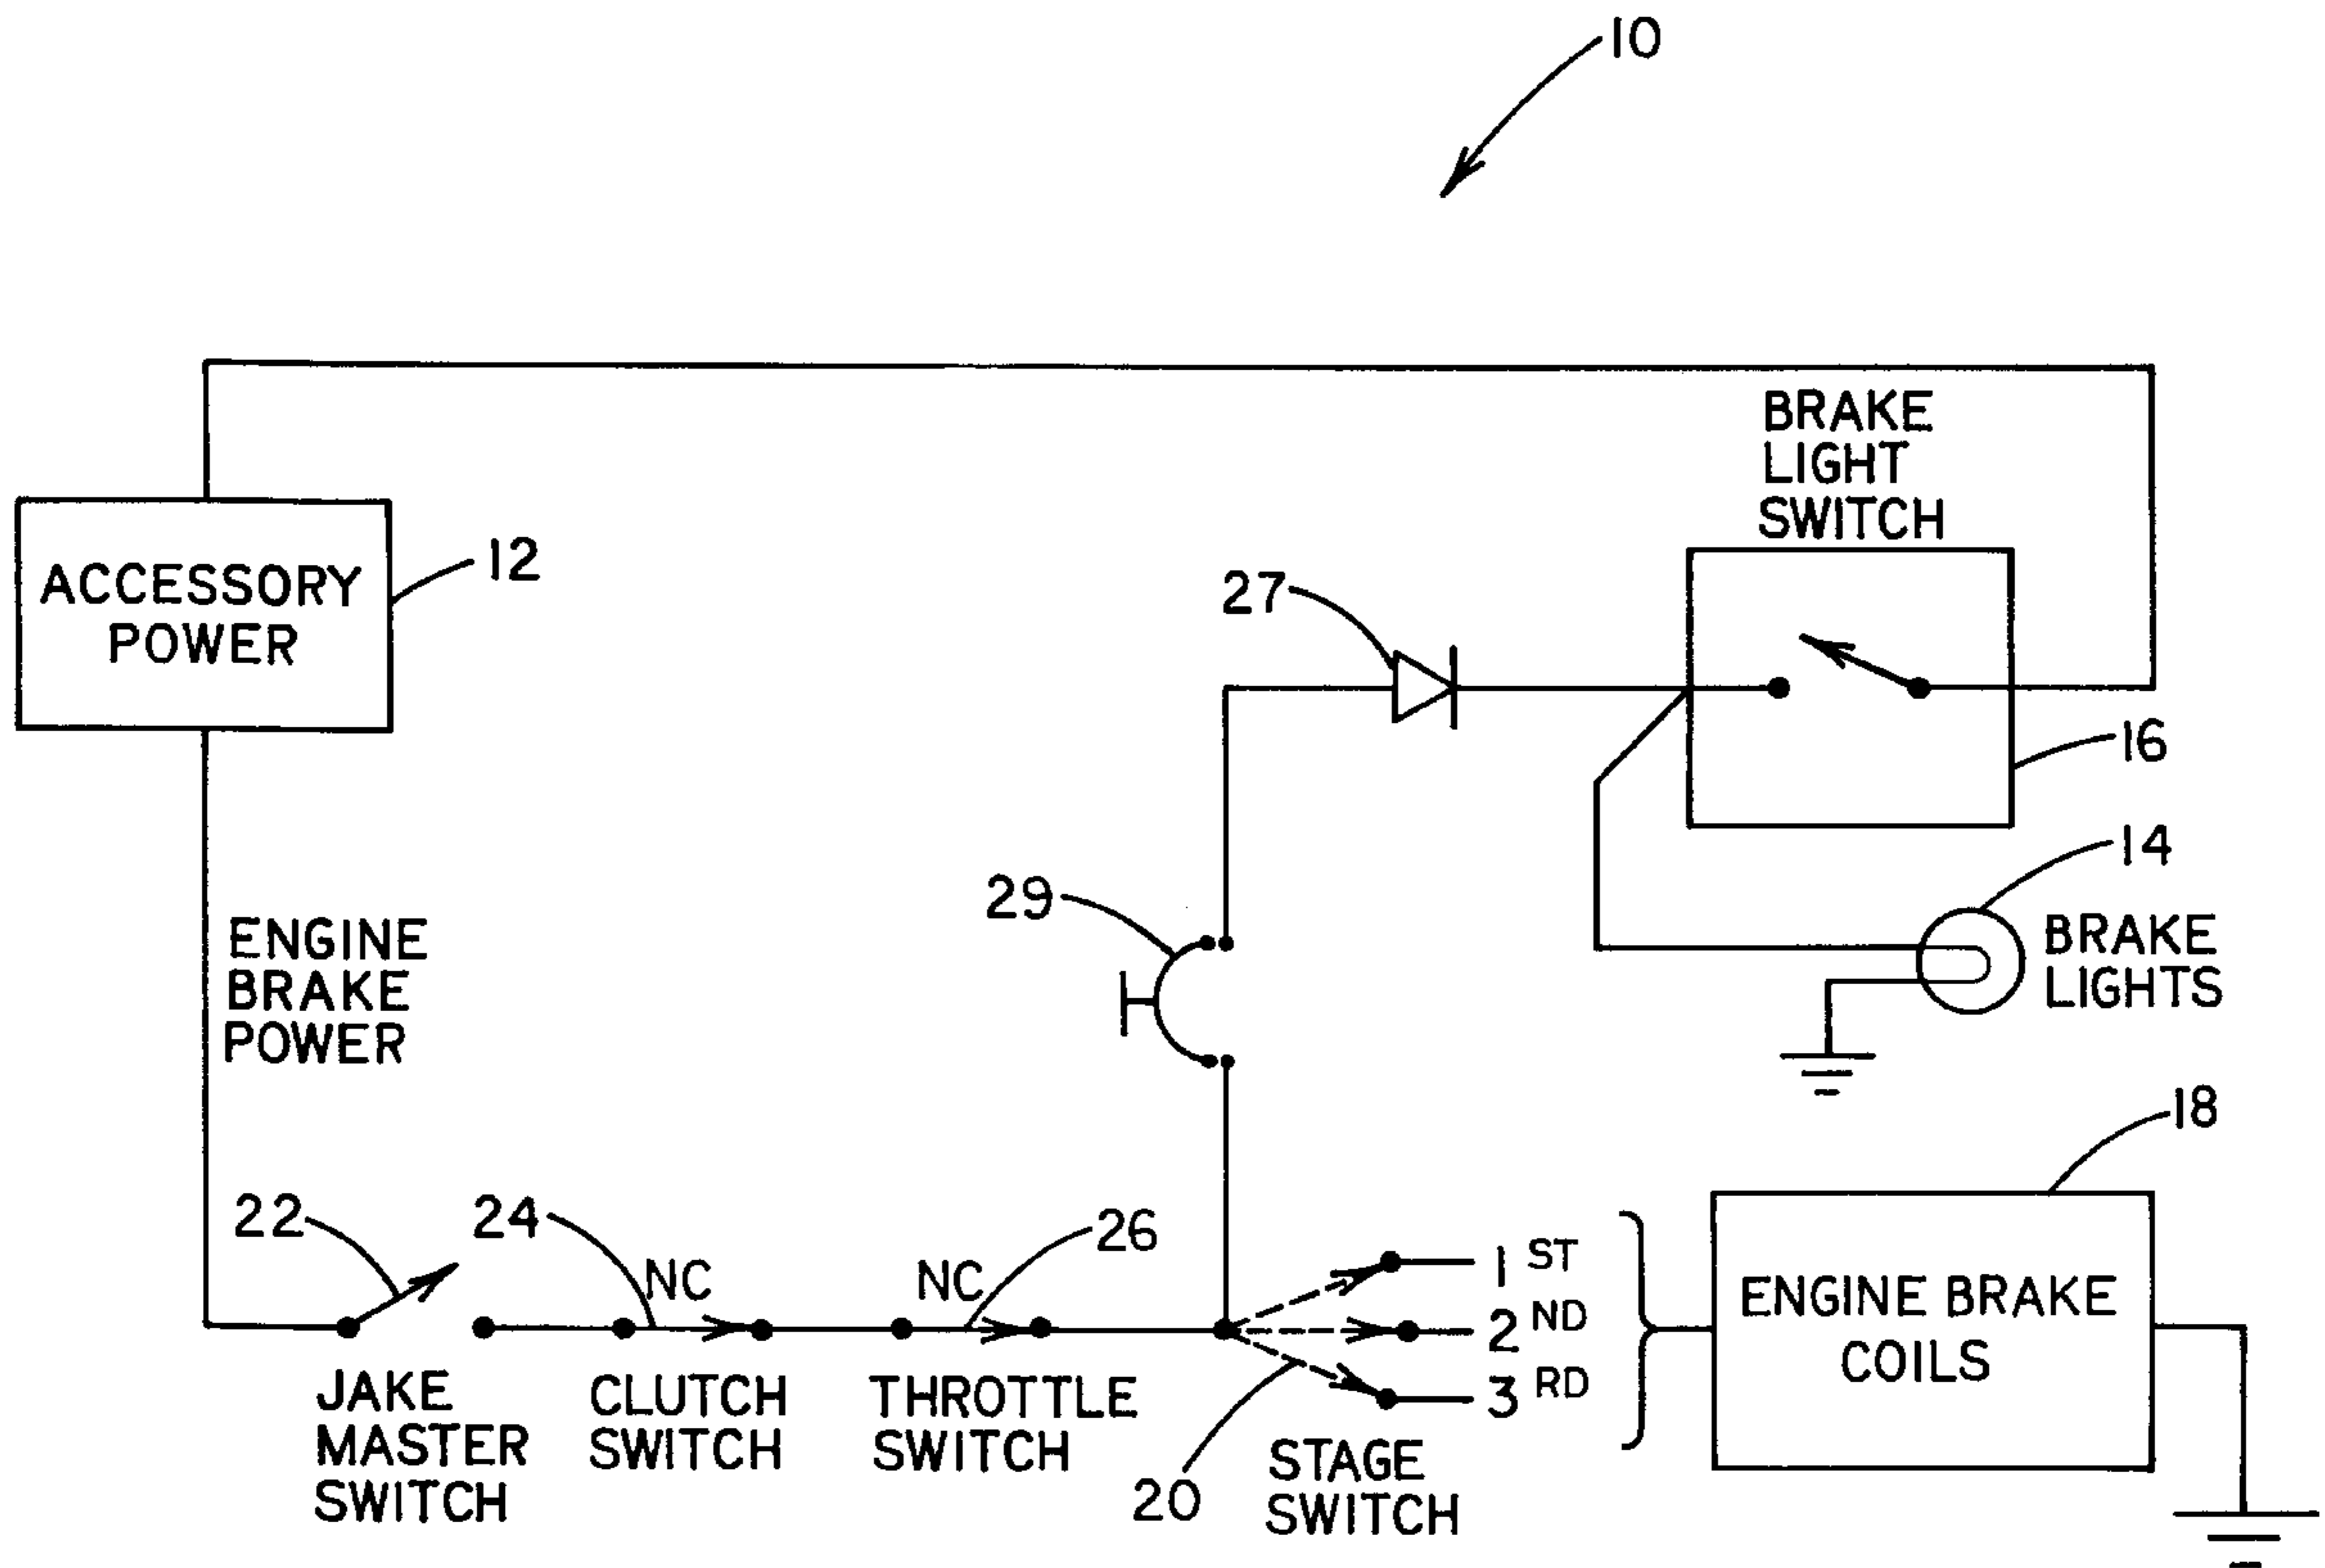 10
BRAKE
LIGHT
SWITCH
ACCESSORY
POWER
12
27
16
14
BRAKE
LIGHTS
29
ENGINE
BRAKE
POWER
18
22
24
NC
NC
26
1 ST
2 ND
3 RD
ENGINE BRAKE
COILS
JAKE
MASTER
SWITCH
CLUTCH
SWITCH
THROTTLE
SWITCH
20
STAGE
SWITCH